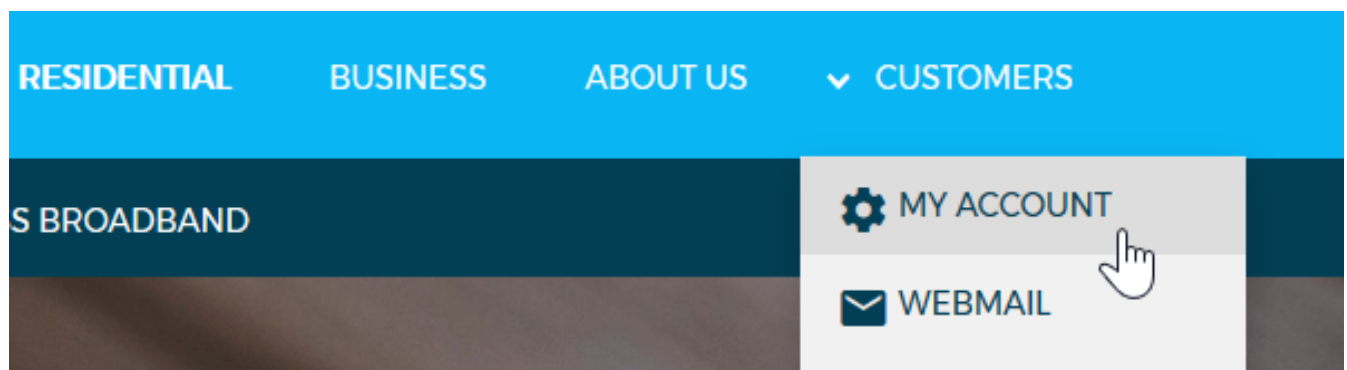 RESIDENTIAL BUSINESS ABOUT US CUSTOMERS
MY ACCOUNT
S BROADBAND
WEBMAIL